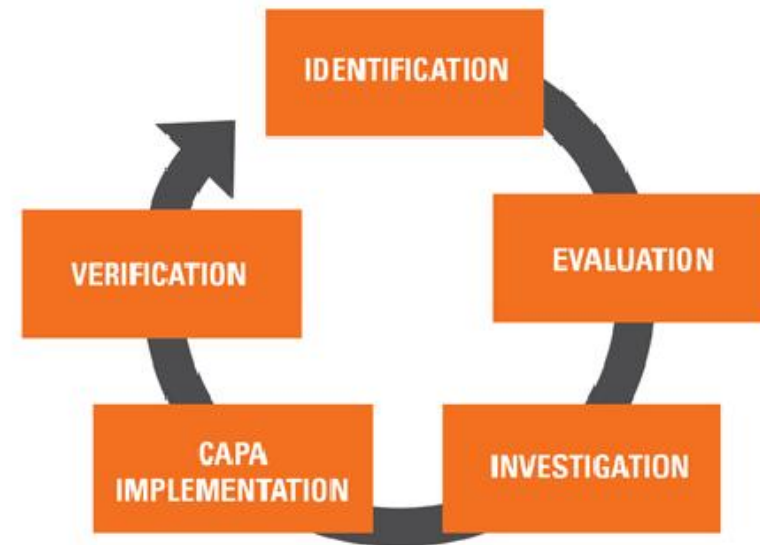 IDENTIFICATION
EVALUATION
INVESTIGATION
CAPA
IMPLEMENTATION
VERIFICATION